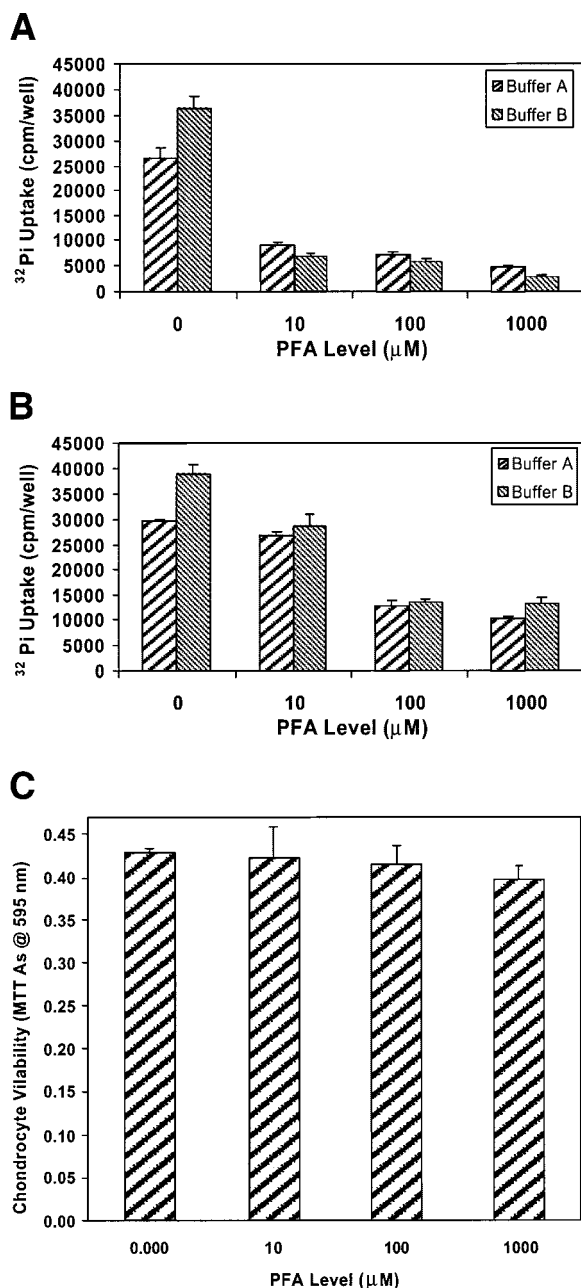 A
45000
40000
35000
30000
25000
20000
15000
10000
5000
0
³²Pi Uptake (cpm/well)
Buffer A
Buffer B
0 10 100 1000
PFA Level (µM)
B
45000
40000
35000
30000
25000
20000
15000
10000
5000
0
³²Pi Uptake (cpm/well)
Buffer A
Buffer B
0 10 100 1000
PFA Level (µM)
C
0.45
0.40
0.35
0.30
0.25
0.20
0.15
0.10
0.05
0.00
Chondrocyte Vilability (MTT As @ 595 nm)
0.000 10 100 1000
PFA Level (µM)